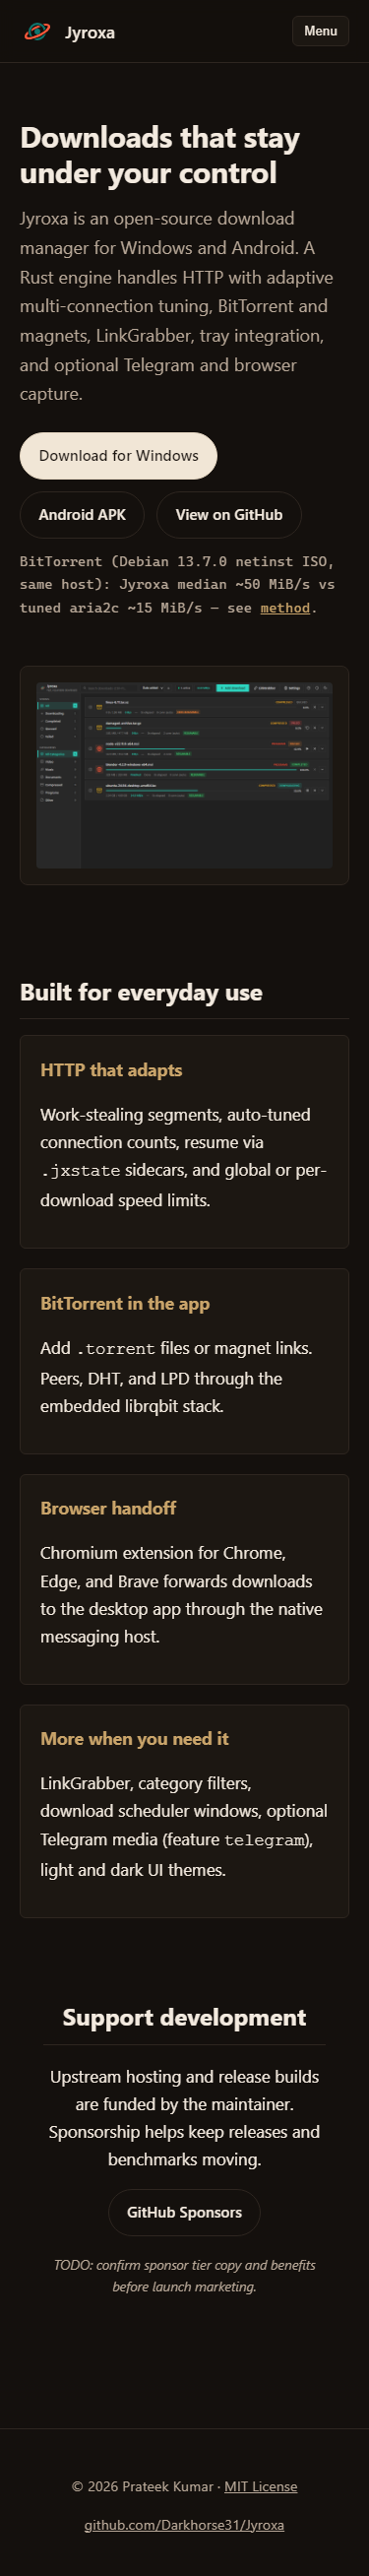 Jyroxa
Menu
Downloads that stay
under your control
Jyroxa is an open-source download
manager for Windows and Android. A
Rust engine handles HTTP with adaptive
multi-connection tuning, BitTorrent and
magnets, LinkGrabber, tray integration,
and optional Telegram and browser
capture.
Download for Windows
Android APK
View on GitHub
BitTorrent (Debian 13.7.0 netinst ISO,
same host): Jyroxa median ~50 MiB/s vs
tuned aria2c ~15 MiB/s — see method.
Built for everyday use
HTTP that adapts
Work-stealing segments, auto-tuned
connection counts, resume via
.jxstate sidecars, and global or per-
download speed limits.
BitTorrent in the app
Add .torrent files or magnet links.
Peers, DHT, and LPD through the
embedded librqbit stack.
Browser handoff
Chromium extension for Chrome,
Edge, and Brave forwards downloads
to the desktop app through the native
messaging host.
More when you need it
LinkGrabber, category filters,
download scheduler windows, optional
Telegram media (feature telegram),
light and dark UI themes.
Support development
Upstream hosting and release builds
are funded by the maintainer.
Sponsorship helps keep releases and
benchmarks moving.
GitHub Sponsors
TODO: confirm sponsor tier copy and benefits
before launch marketing.
© 2026 Prateek Kumar · MIT License
github.com/Darkhorse31/Jyroxa